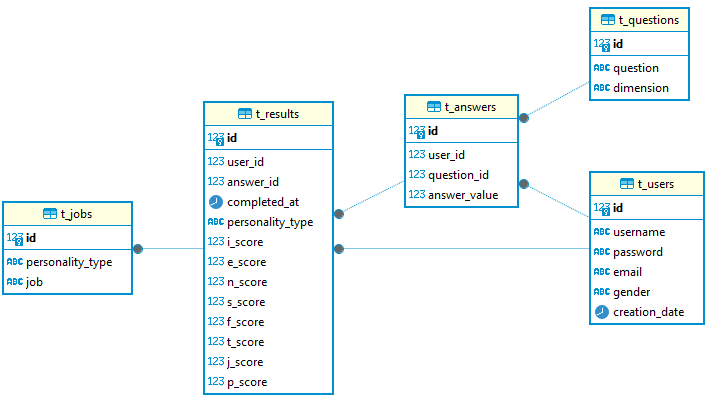 t_questions
123 id
ABC question
ABC dimension
t_answers
123 id
123 user_id
123 question_id
123 answer_value
t_results
123 id
123 user_id
123 answer_id
completed_at
ABC personality_type
123 i_score
123 e_score
123 n_score
123 s_score
123 f_score
123 t_score
123 j_score
123 p_score
t_users
123 id
ABC username
ABC password
ABC email
ABC gender
creation_date
t_jobs
123 id
ABC personality_type
ABC job